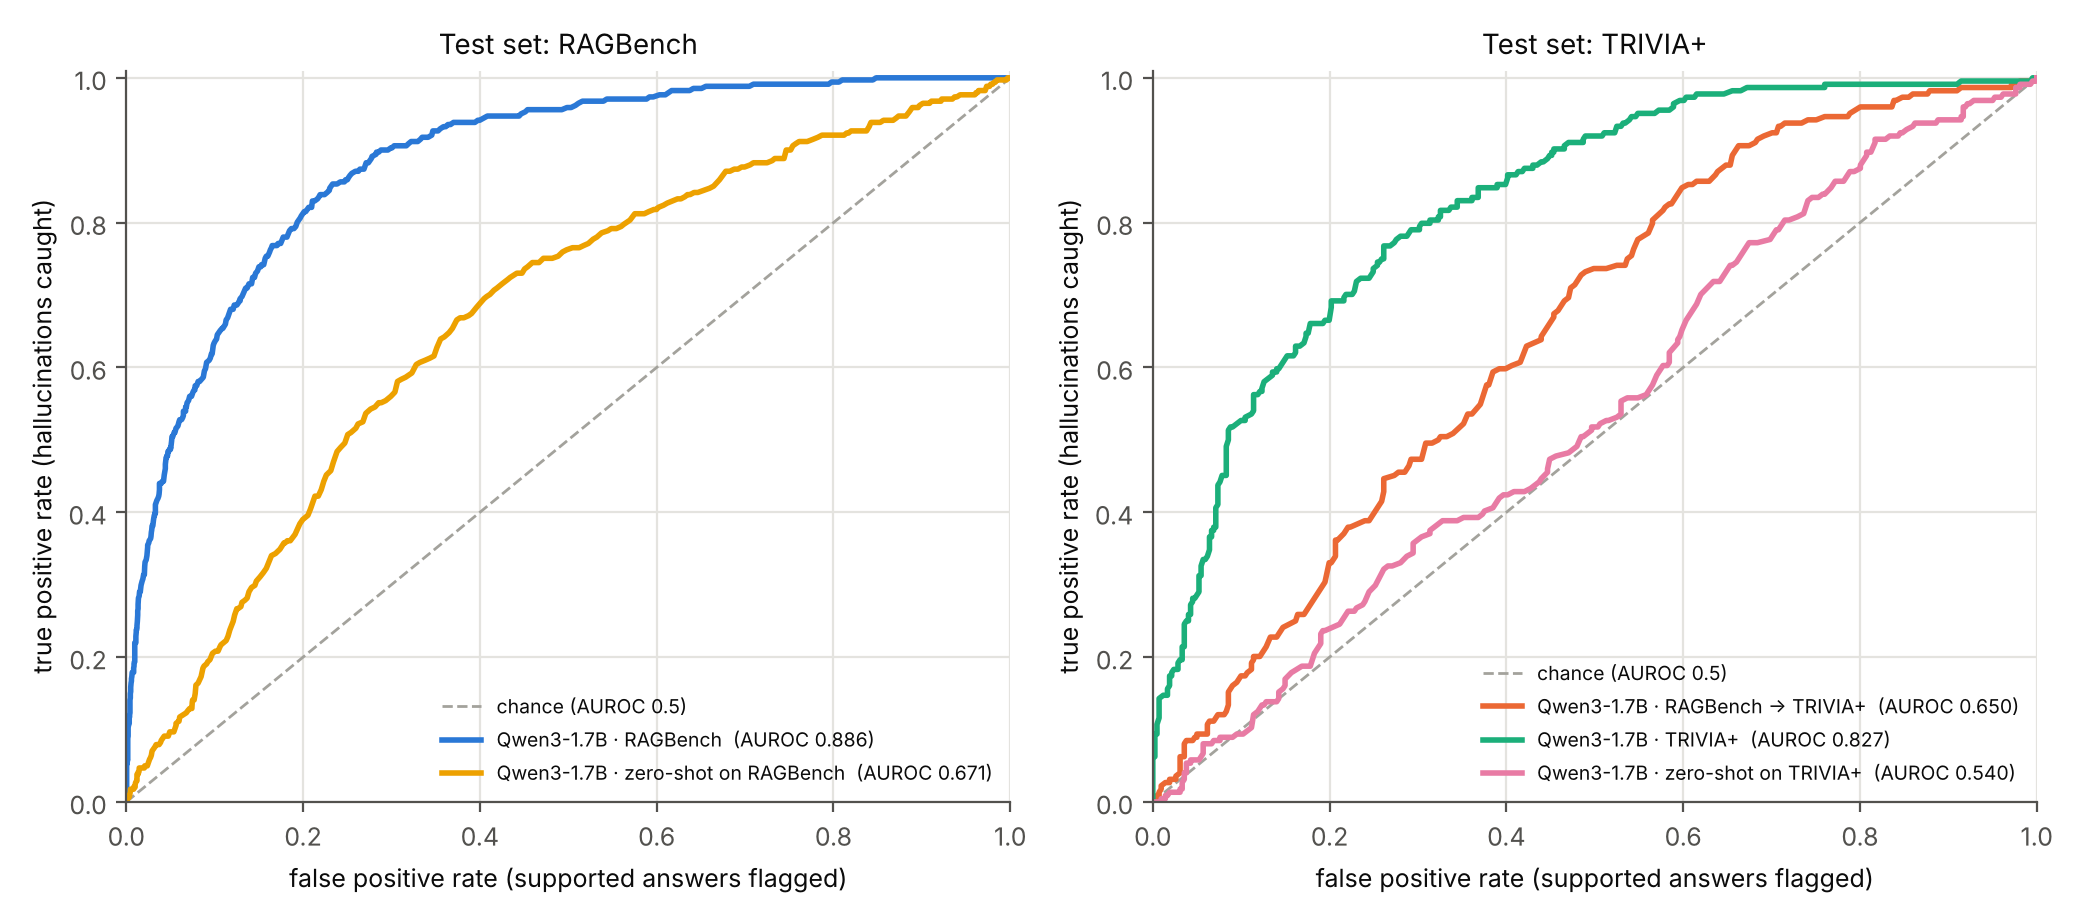 Test set: RAGBench
true positive rate (hallucinations caught)
1.0
0.8
0.6
0.4
0.2
0.0
chance (AUROC 0.5)
Qwen3-1.7B · RAGBench (AUROC 0.886)
Qwen3-1.7B · zero-shot on RAGBench (AUROC 0.671)
0.0 0.2 0.4 0.6 0.8 1.0
false positive rate (supported answers flagged)
Test set: TRIVIA+
true positive rate (hallucinations caught)
1.0
0.8
0.6
0.4
0.2
0.0
chance (AUROC 0.5)
Qwen3-1.7B · RAGBench → TRIVIA+ (AUROC 0.650)
Qwen3-1.7B · TRIVIA+ (AUROC 0.827)
Qwen3-1.7B · zero-shot on TRIVIA+ (AUROC 0.540)
0.0 0.2 0.4 0.6 0.8 1.0
false positive rate (supported answers flagged)